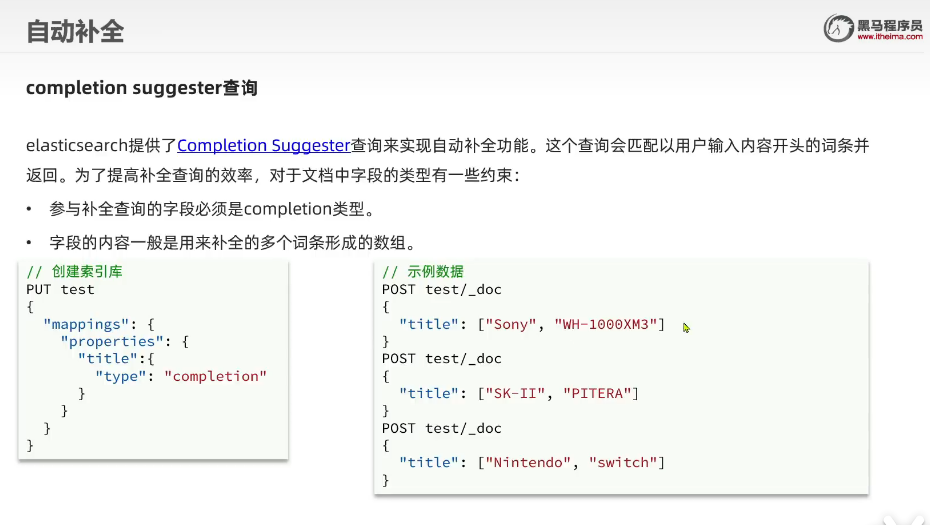 自动补全
黑马程序员
www.itheima.com
completion suggester查询
elasticsearch提供了Completion Suggester查询来实现自动补全功能。这个查询会匹配以用户输入内容开头的词条并
返回。为了提高补全查询的效率，对于文档中字段的类型有一些约束：
• 参与补全查询的字段必须是completion类型。
• 字段的内容一般是用来补全的多个词条形成的数组。
// 创建索引库
PUT test
{
  "mappings": {
    "properties": {
      "title":{
        "type": "completion"
      }
    }
  }
}
// 示例数据
POST test/_doc
{
  "title": ["Sony", "WH-1000XM3"]
}
POST test/_doc
{
  "title": ["SK-II", "PITERA"]
}
POST test/_doc
{
  "title": ["Nintendo", "switch"]
}